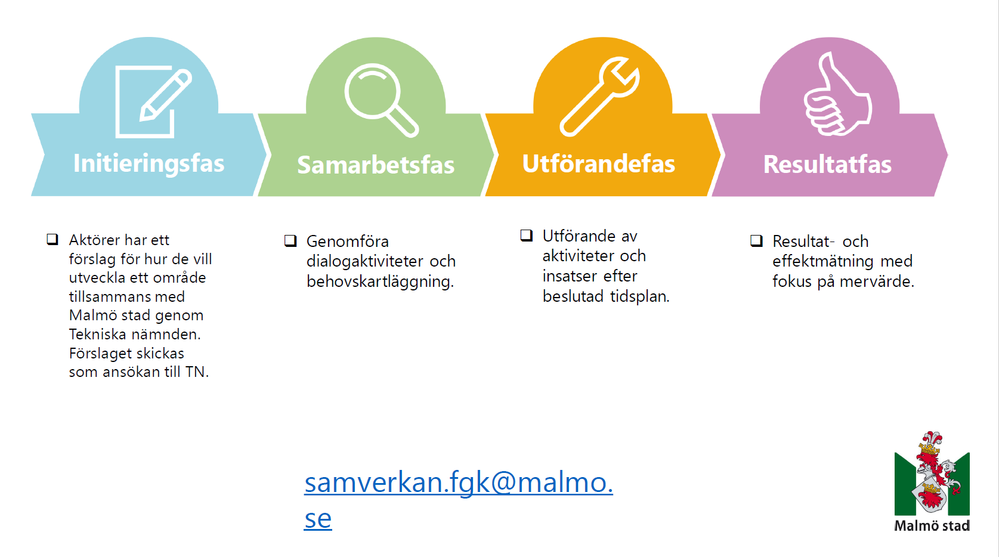 Initieringsfas
Samarbetsfas
Utförandefas
Resultatfas
Aktörer har ett
förslag för hur de vill
utveckla ett område
tillsammans med
Malmö stad genom
Tekniska nämnden.
Förslaget skickas
som ansökan till TN.
Genomföra
dialogaktiviteter och
behovskartläggning.
Utförande av
aktiviteter och
insatser efter
beslutad tidsplan.
Resultat- och
effektmätning med
fokus på mervärde.
samverkan.fgk@malmo.
se
Malmö stad